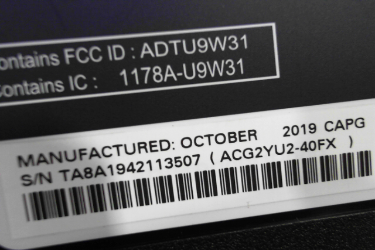 ontains FCC ID : ADTU9W31
ontains IC : 1178A-U9W31
MANUFACTURED: OCTOBER 2019 CAPG
S/N TA8A1942113507 ( ACG2YU2-40FX )